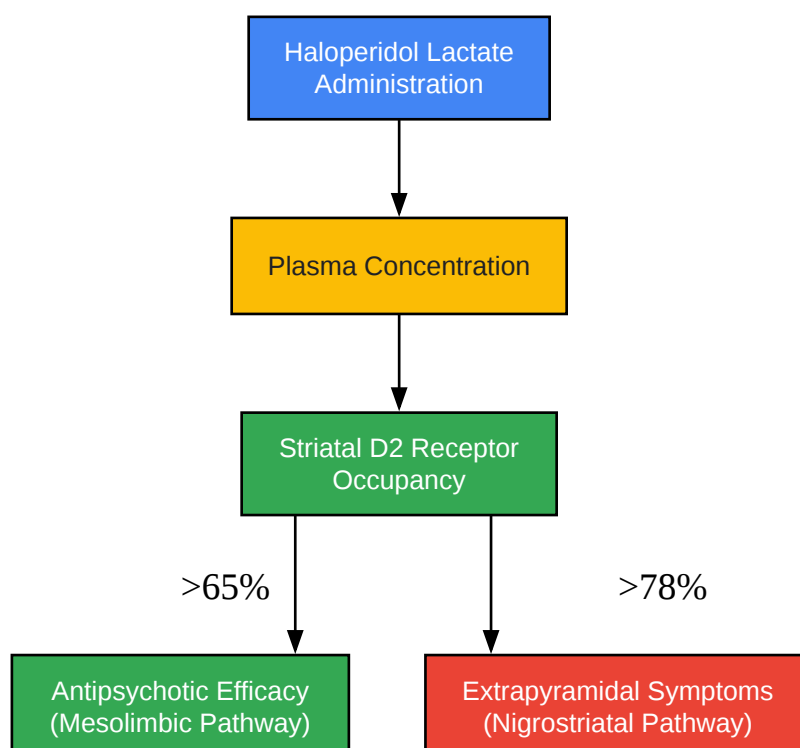 Haloperidol Lactate
Administration
Plasma Concentration
Striatal D2 Receptor
Occupancy
>65%
>78%
Antipsychotic Efficacy
(Mesolimbic Pathway)
Extrapyramidal Symptoms
(Nigrostriatal Pathway)